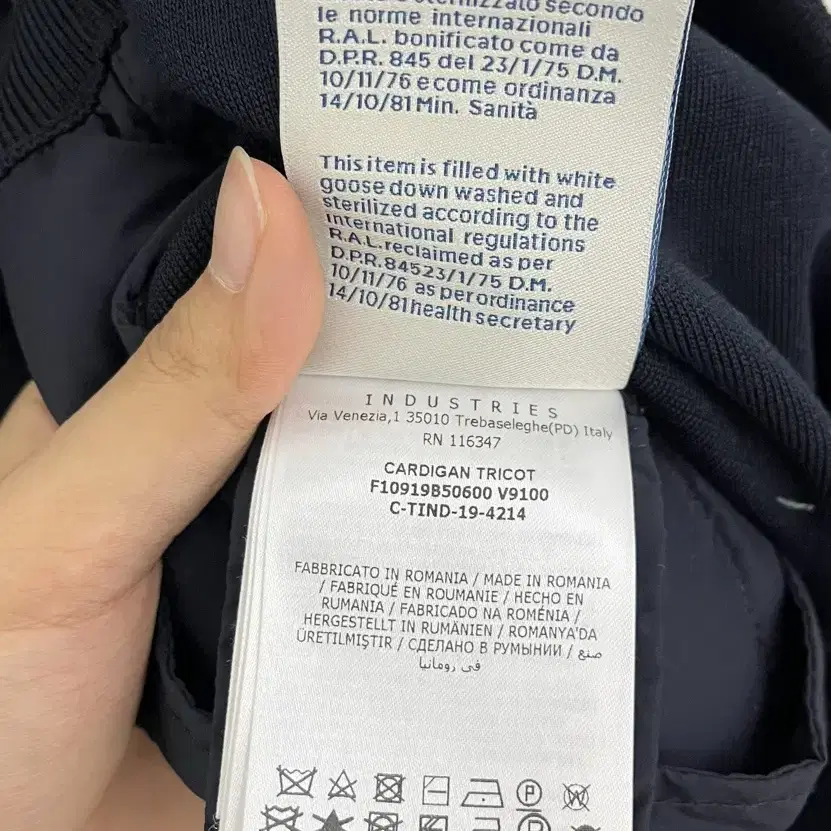 secondo
le norme internazionali
R.A.L. bonificato come da
D.P.R. 845 del 23/1/75 D.M.
10/11/76 e come ordinanza
14/10/81 Min. Sanità
This item is filled with white
goose down washed and
sterilized according to the
international regulations
R.A.L. reclaimed as per
D.P.R. 84523/1/75 D.M.
10/11/76 as per ordinance
14/10/81 health secretary
INDUSTRIES
Via Venezia,1 35010 Trebaseleghe(PD) Italy
RN 116347
CARDIGAN TRICOT
F10919B50600 V9100
C-TIND-19-4214
FABBRICATO IN ROMANIA / MADE IN ROMANIA
/ FABRIQUÉ EN ROUMANIE / HECHO EN
RUMANIA / FABRICADO NA ROMÉNIA /
HERGESTELLT IN RUMÄNIEN / ROMANYA'DA
ÜRETILMIŞTIR / СДЕЛАНО В РУМЫНИИ / صنع
في رومانيا
P
W